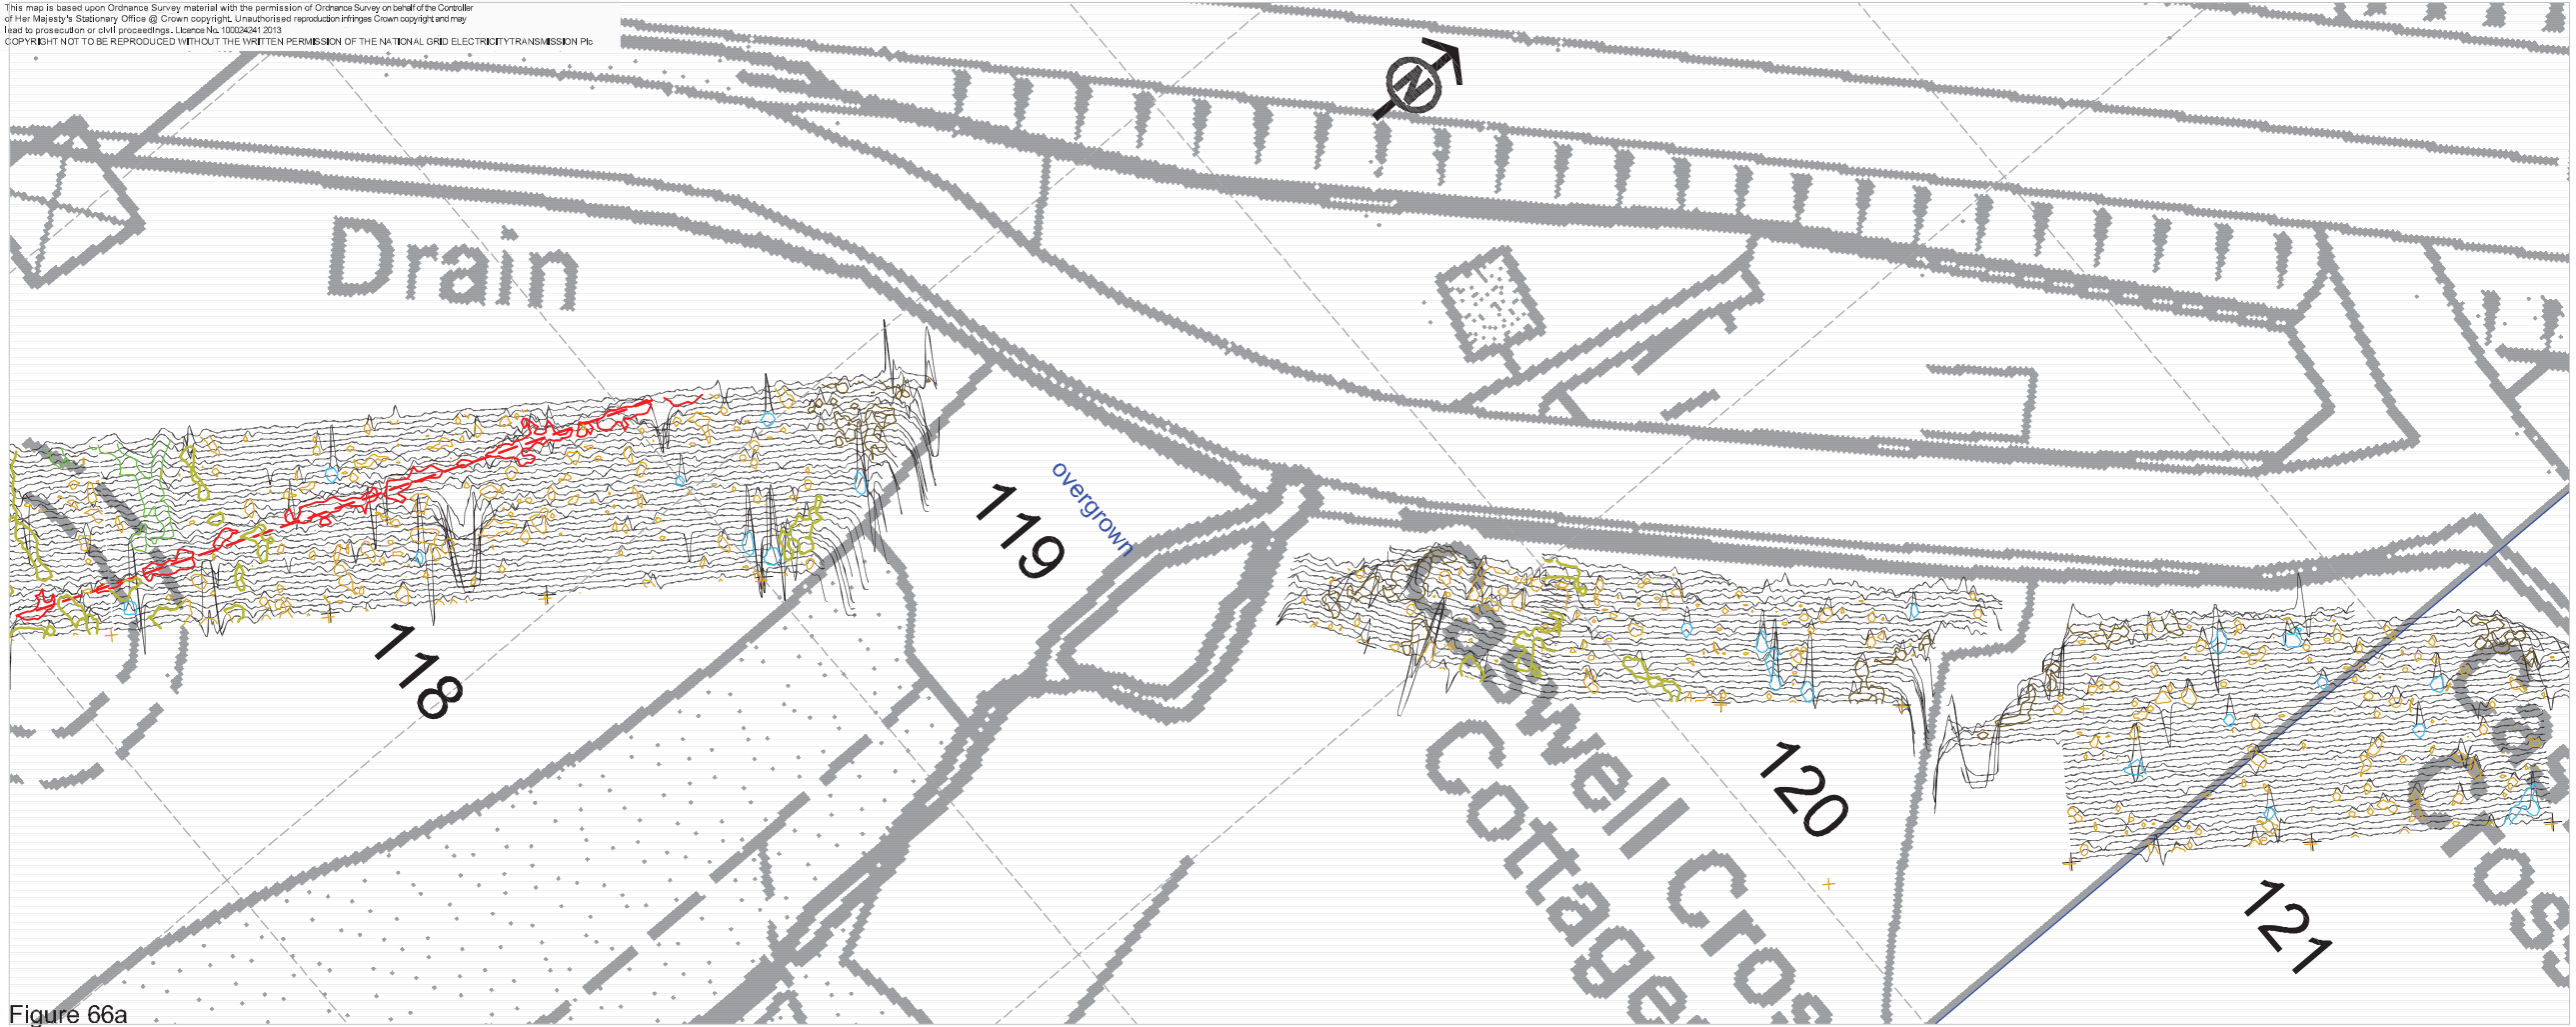 This map is based upon Ordnance Survey material with the permission of Ordnance Survey on behalf of the Controller
of Her Majesty's Stationary Office @ Crown copyright. Unauthorised reproduction infringes Crown copyright and may
lead to prosecution or civil proceedings. Licence No. 100024241 2013
COPYRIGHT NOT TO BE REPRODUCED WITHOUT THE WRITTEN PERMISSION OF THE NATIONAL GRID ELECTRICITY TRANSMISSION Plc
N
Drain
overgrown
119
118
120
121
Cottage
Figure 66a